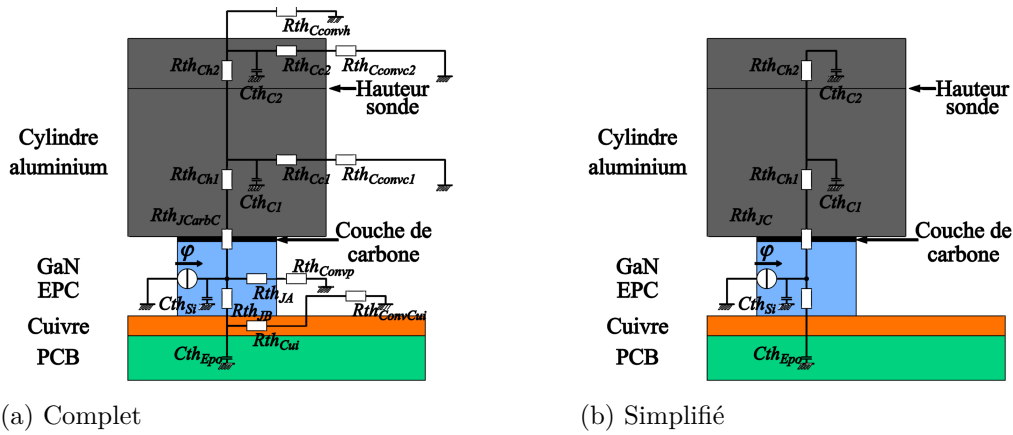 Rth_Cconvh
Rth_Ch2
Rth_Cc2
Rth_Cconvc2
Cth_C2
Hauteur
sonde
Cylindre
aluminium
Rth_Ch1
Rth_Cc1
Rth_Cconvc1
Cth_C1
Rth_JCarbC
Couche de
carbone
φ
GaN
EPC
Rth_Convp
Rth_JA
Cth_Si
Rth_JB
Rth_ConvCui
Cuivre
Rth_Cui
PCB
Cth_Epo
(a) Complet
Rth_Ch2
Cth_C2
Hauteur
sonde
Cylindre
aluminium
Rth_Ch1
Cth_C1
Rth_JC
Couche de
carbone
φ
GaN
EPC
Cth_Si
Cuivre
PCB
Cth_Epo
(b) Simplifié